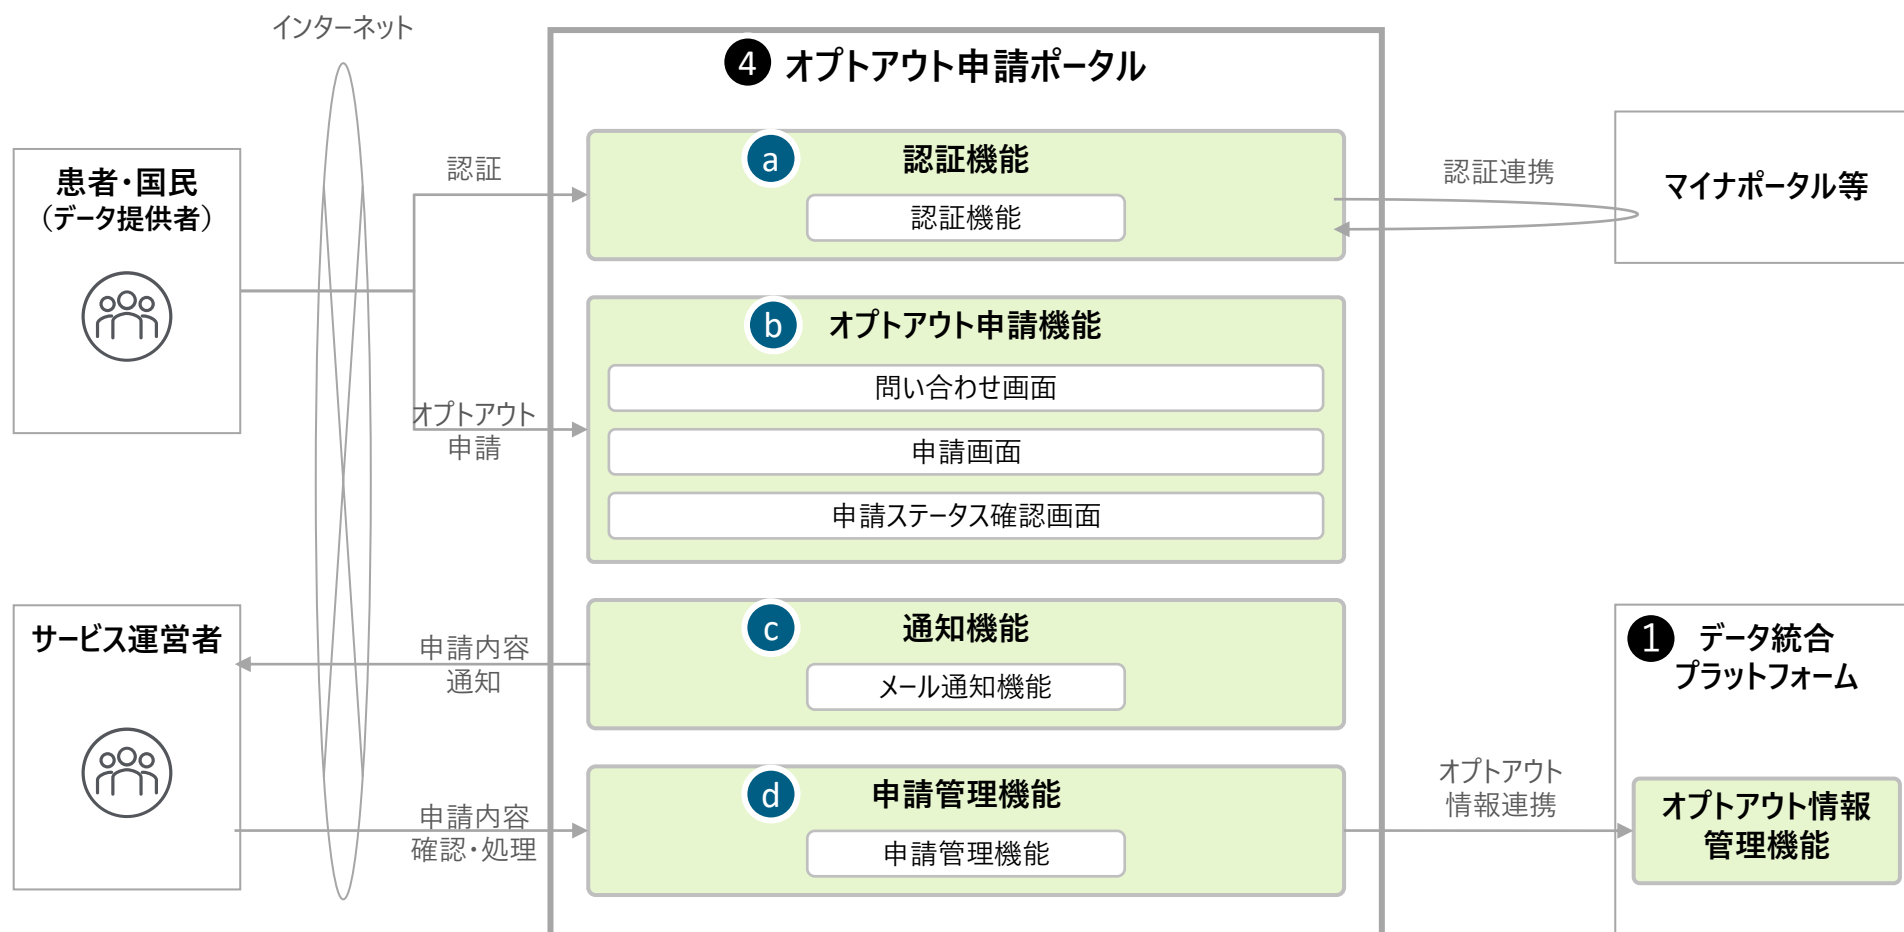 インターネット
4 オプトアウト申請ポータル
患者・国民
（データ提供者）
認証
a 認証機能
認証機能
認証連携
マイナポータル等
b オプトアウト申請機能
問い合わせ画面
申請画面
申請ステータス確認画面
オプトアウト
申請
サービス運営者
申請内容
通知
c 通知機能
メール通知機能
1 データ統合
プラットフォーム
申請内容
確認・処理
d 申請管理機能
申請管理機能
オプトアウト
情報連携
オプトアウト情報
管理機能